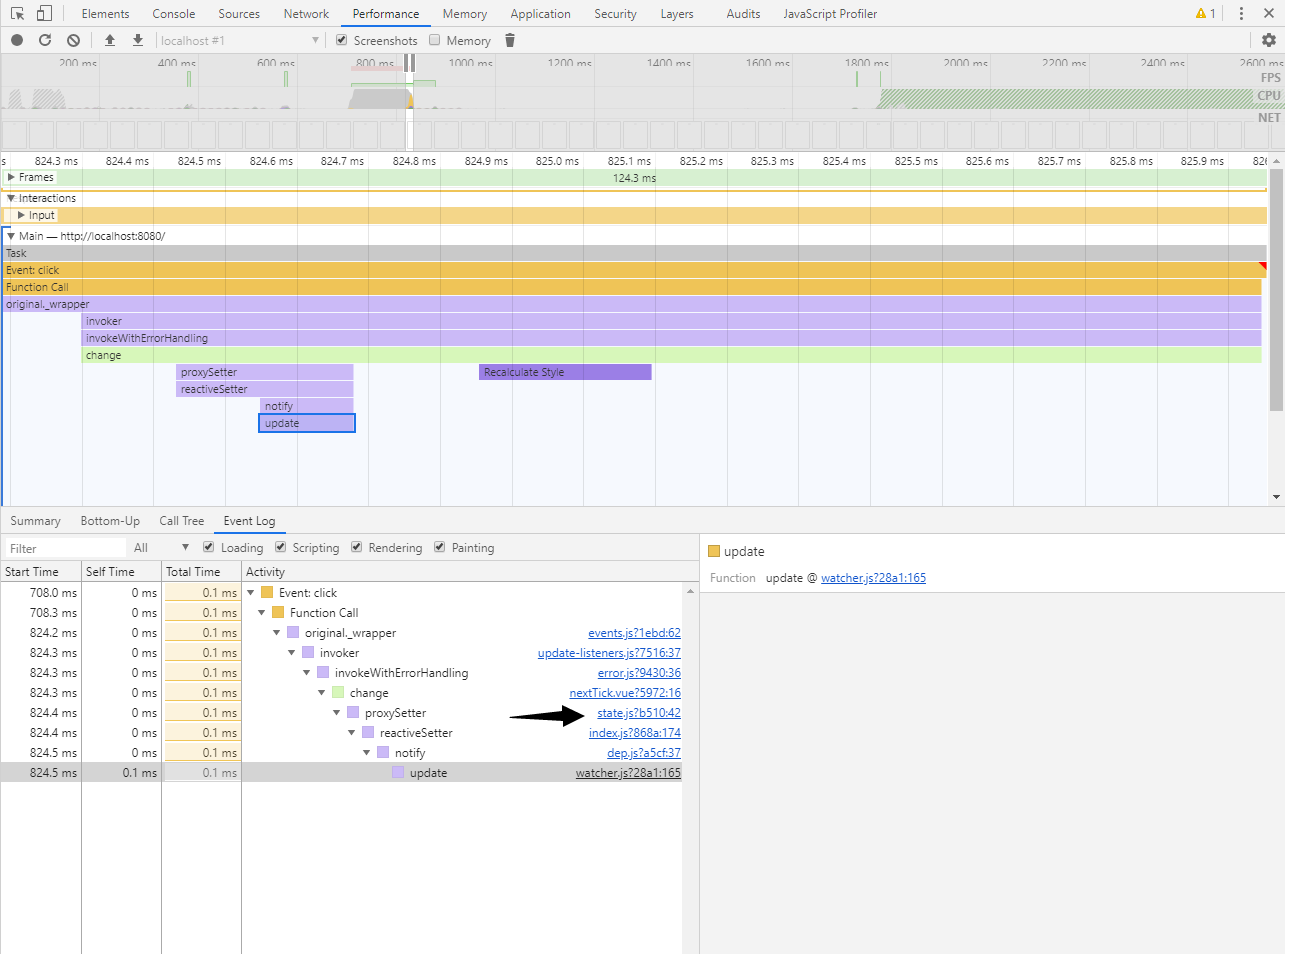 Elements Console Sources Network Performance Memory Application Security Layers Audits JavaScript Profiler 1
localhost #1 Screenshots Memory
200 ms 400 ms 600 ms 800 ms 1000 ms 1200 ms 1400 ms 1600 ms 1800 ms 2000 ms 2200 ms 2400 ms 2600 ms
FPS
CPU
NET
s 824.3 ms 824.4 ms 824.5 ms 824.6 ms 824.7 ms 824.8 ms 824.9 ms 825.0 ms 825.1 ms 825.2 ms 825.3 ms 825.4 ms 825.5 ms 825.6 ms 825.7 ms 825.8 ms 825.9 ms 826
Frames 124.3 ms
Interactions
Input
Main — http://localhost:8080/
Task
Event: click
Function Call
original._wrapper
invoker
invokeWithErrorHandling
change
proxySetter Recalculate Style
reactiveSetter
notify
update
Summary Bottom-Up Call Tree Event Log
Filter All Loading Scripting Rendering Painting
Start Time Self Time Total Time Activity
708.0 ms 0 ms 0.1 ms Event: click
708.3 ms 0 ms 0.1 ms Function Call
824.2 ms 0 ms 0.1 ms original._wrapper events.js?1ebd:62
824.3 ms 0 ms 0.1 ms invoker update-listeners.js?7516:37
824.3 ms 0 ms 0.1 ms invokeWithErrorHandling error.js?9430:36
824.3 ms 0 ms 0.1 ms change nextTick.vue?5972:16
824.4 ms 0 ms 0.1 ms proxySetter state.js?b510:42
824.4 ms 0 ms 0.1 ms reactiveSetter index.js?868a:174
824.5 ms 0 ms 0.1 ms notify dep.js?a5cf:37
824.5 ms 0.1 ms 0.1 ms update watcher.js?28a1:165
update
Function update @ watcher.js?28a1:165